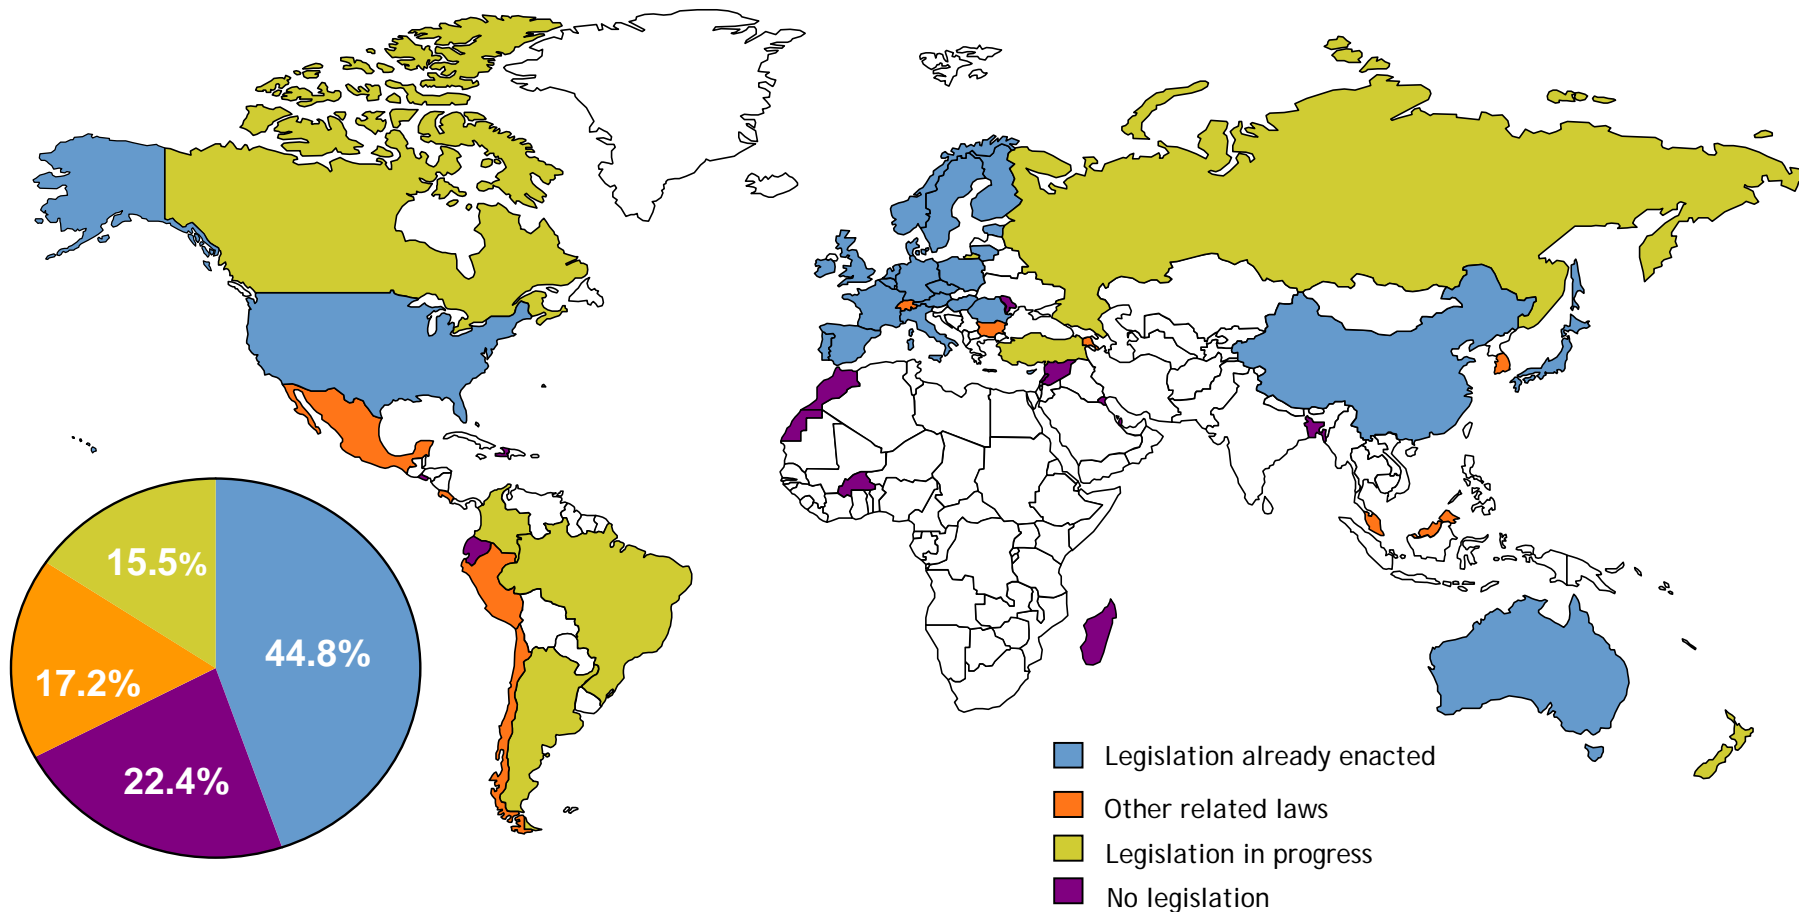 15.5%
44.8%
17.2%
22.4%
Legislation already enacted
Other related laws
Legislation in progress
No legislation